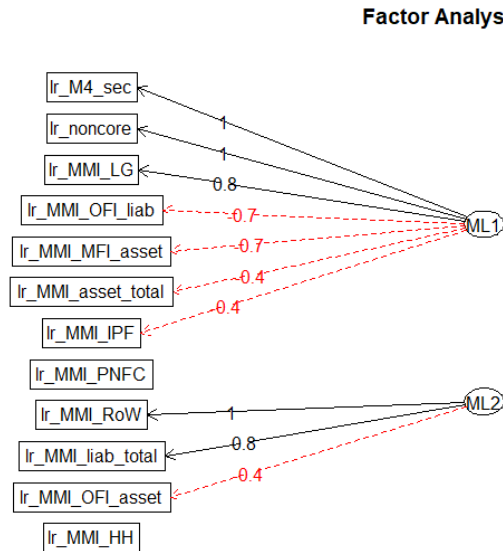 Factor Analys
lr_M4_sec
lr_noncore
lr_MMI_LG
lr_MMI_OFI_liab
lr_MMI_MFI_asset
lr_MMI_asset_total
lr_MMI_IPF
lr_MMI_PNFC
lr_MMI_RoW
lr_MMI_liab_total
lr_MMI_OFI_asset
lr_MMI_HH
1
1
0.8
-0.7
-0.7
-0.4
-0.4
1
0.8
-0.4
ML1
ML2